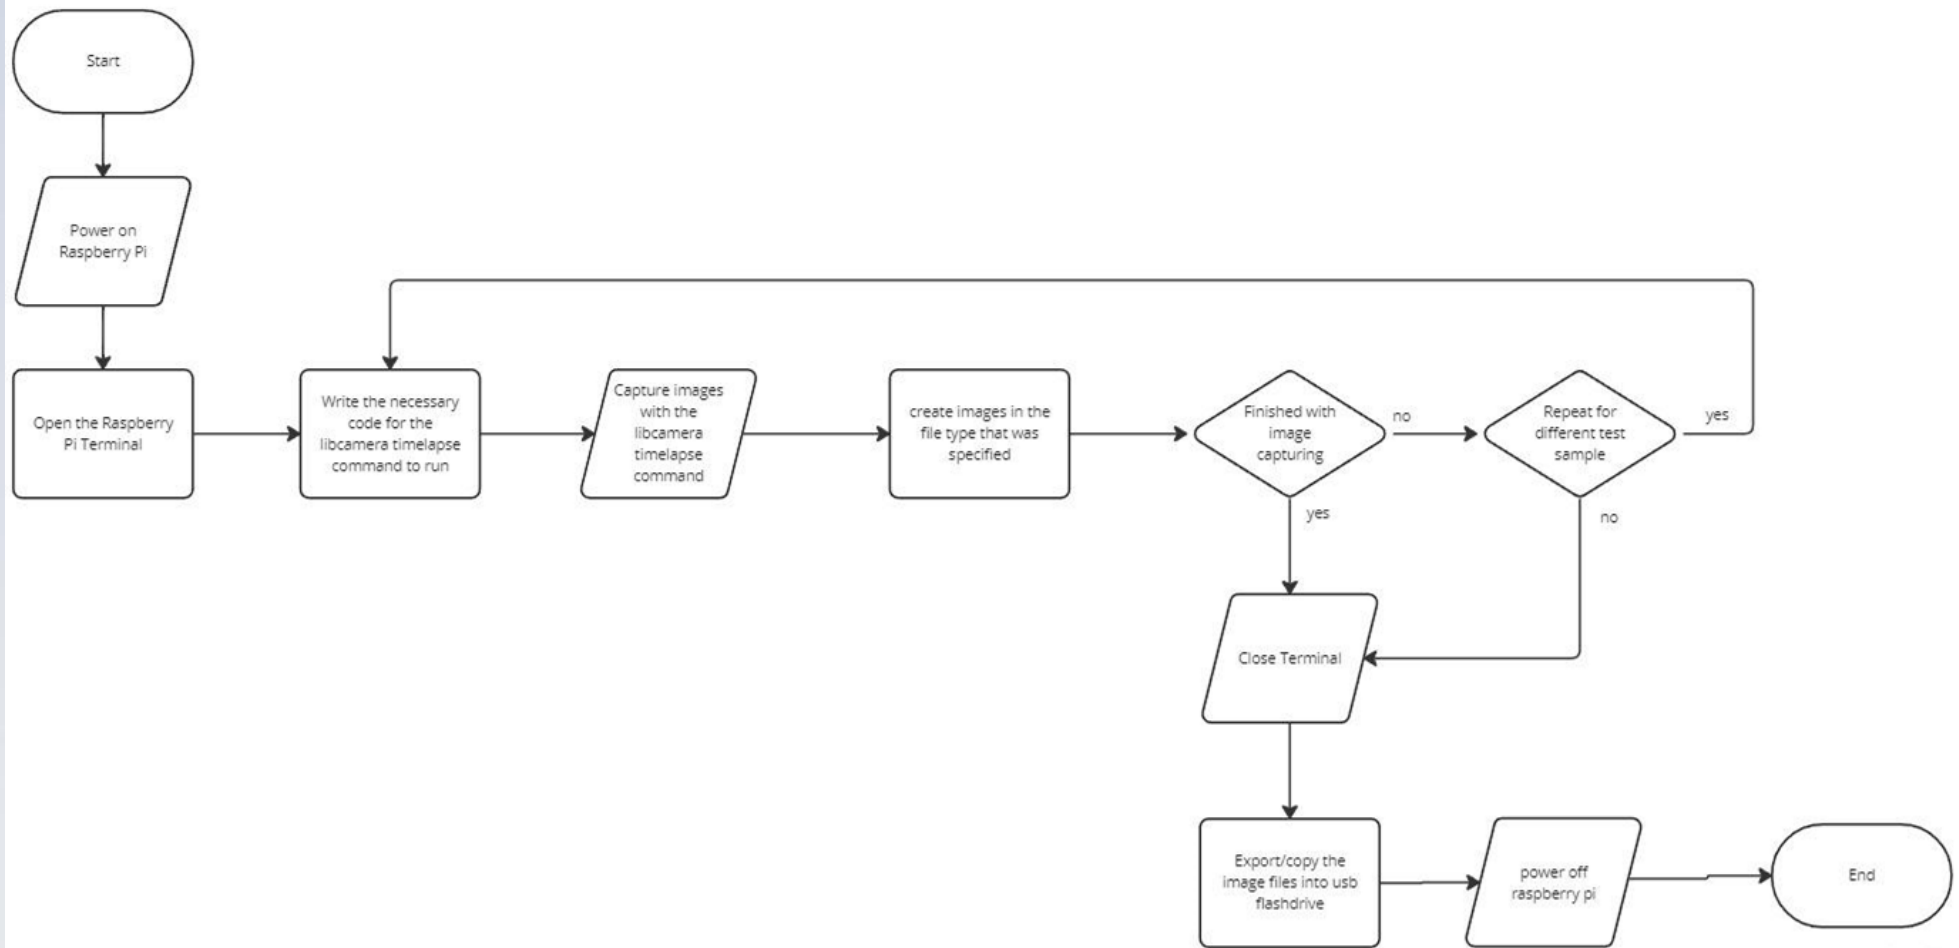 Start
Power on
Raspberry Pi
Open the Raspberry
Pi Terminal
Write the necessary
code for the
libcamera timelapse
command to run
Capture images
with the
libcamera
timelapse
command
create images in the
file type that was
specified
Finished with
image
capturing
no
Repeat for
different test
sample
yes
yes
no
Close Terminal
Export/copy the
image files into usb
flashdrive
power off
raspberry pi
End